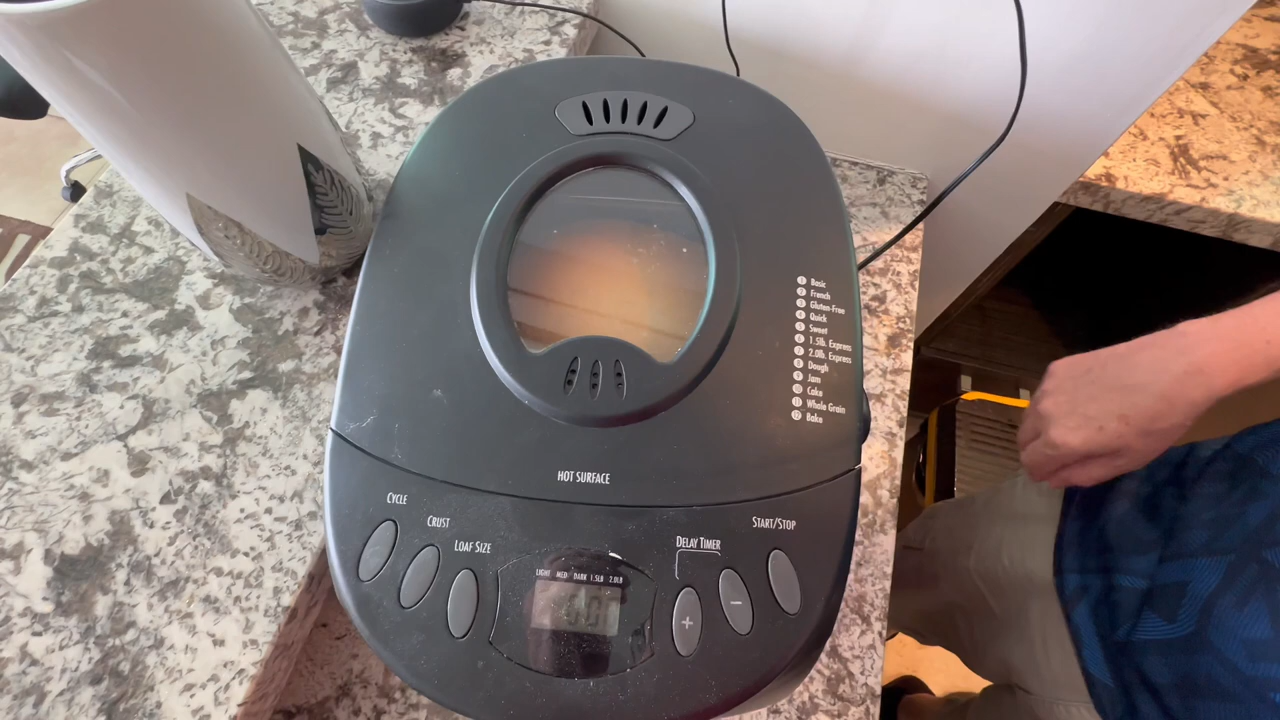 1 Basic
2 French
3 Gluten-Free
4 Quick
5 Sweet
6 1.5lb. Express
7 2.0lb. Express
8 Dough
9 Jam
10 Cake
11 Whole Grain
12 Bake
HOT SURFACE
CYCLE
CRUST
LOAF SIZE
DELAY TIMER
START/STOP
LIGHT MED DARK 1.5LB 2.0LB
+
−